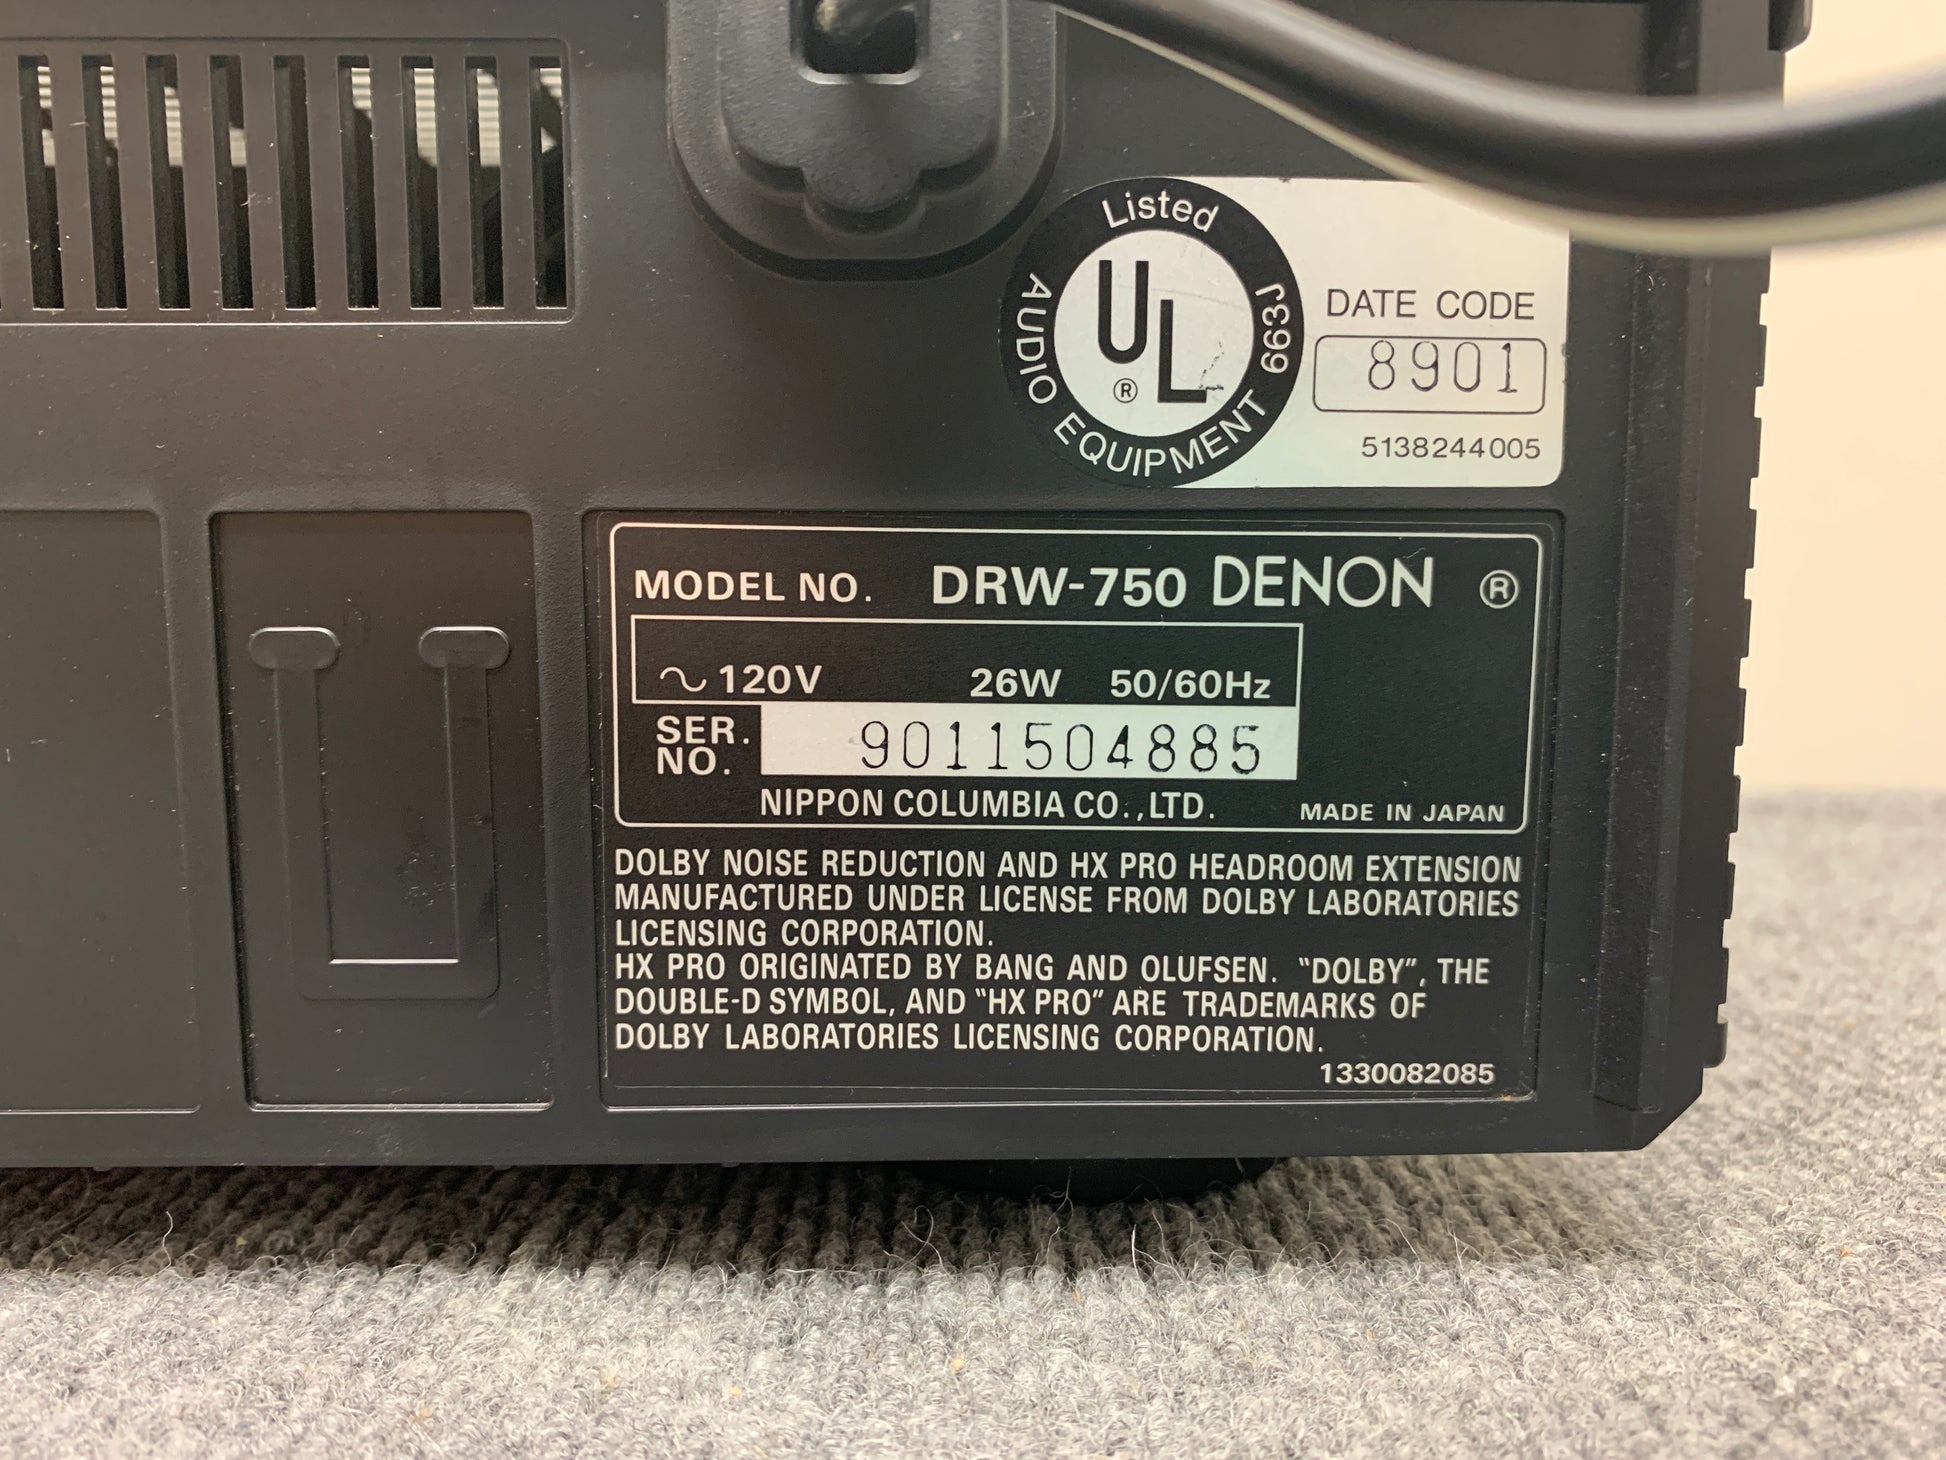 Listed
UL
®
AUDIO EQUIPMENT 663J
DATE CODE
8901
5138244005
MODEL NO. DRW-750 DENON ®
~120V 26W 50/60Hz
SER. NO. 9011504885
NIPPON COLUMBIA CO.,LTD. MADE IN JAPAN
DOLBY NOISE REDUCTION AND HX PRO HEADROOM EXTENSION
MANUFACTURED UNDER LICENSE FROM DOLBY LABORATORIES
LICENSING CORPORATION.
HX PRO ORIGINATED BY BANG AND OLUFSEN. "DOLBY", THE
DOUBLE-D SYMBOL, AND "HX PRO" ARE TRADEMARKS OF
DOLBY LABORATORIES LICENSING CORPORATION.
1330082085